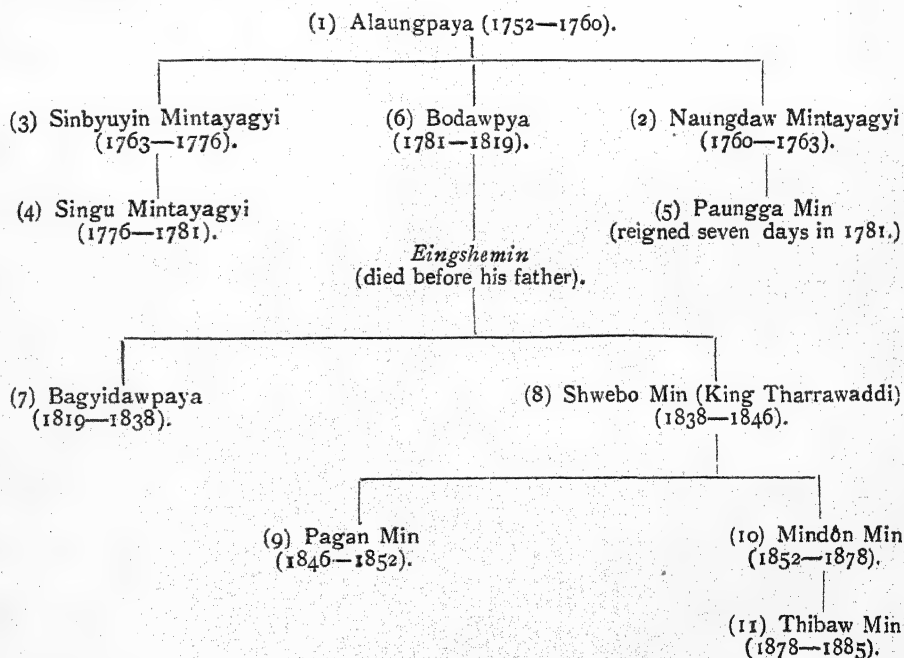 (1) Alaungpaya (1752—1760).
(3) Sinbyuyin Mintayagyi
(1763—1776).
(6) Bodawpya
(1781—1819).
(2) Naungdaw Mintayagyi
(1760—1763).
(4) Singu Mintayagyi
(1776—1781).
(5) Paungga Min
(reigned seven days in 1781.)
Eingshemin
(died before his father).
(7) Bagyidawpaya
(1819—1838).
(8) Shwebo Min (King Tharrawaddi)
(1838—1846).
(9) Pagan Min
(1846—1852).
(10) Mindôn Min
(1852—1878).
(11) Thibaw Min
(1878—1885).